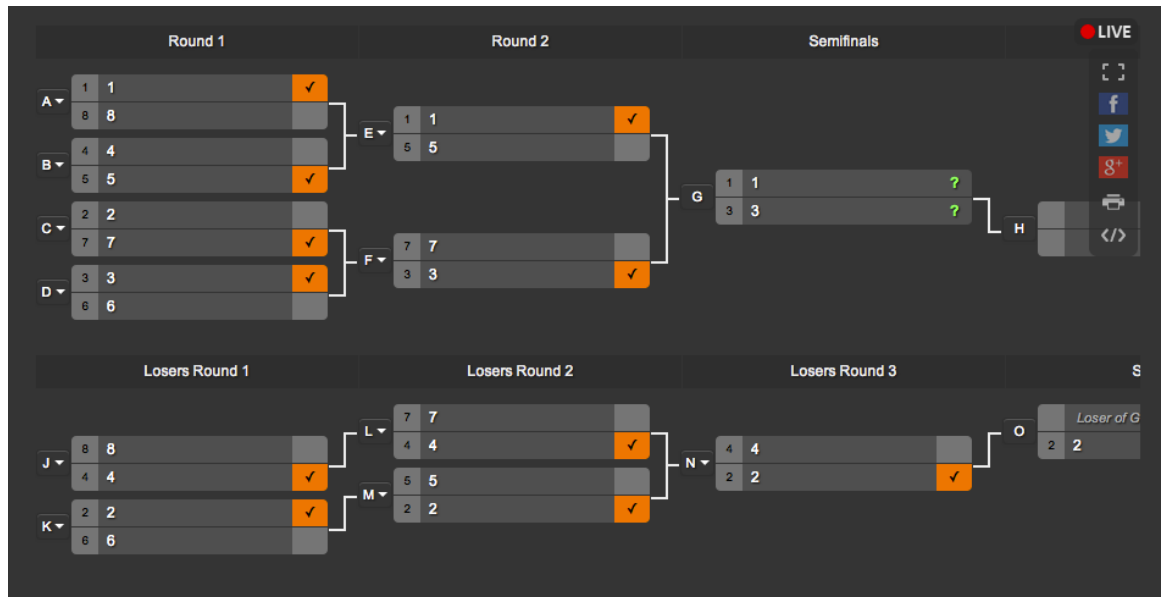 Round 1 Round 2 Semifinals LIVE
A 1 1 ✓
8 8
B 4 4
5 5 ✓
C 2 2
7 7 ✓
D 3 3 ✓
6 6
E 1 1 ✓
5 5
F 7 7
3 3 ✓
G 1 1 ?
3 3 ?
H
f
g+
</>
Losers Round 1 Losers Round 2 Losers Round 3 S
J 8 8
4 4 ✓
K 2 2 ✓
6 6
L 7 7
4 4 ✓
M 5 5
2 2 ✓
N 4 4
2 2 ✓
O Loser of G
2 2